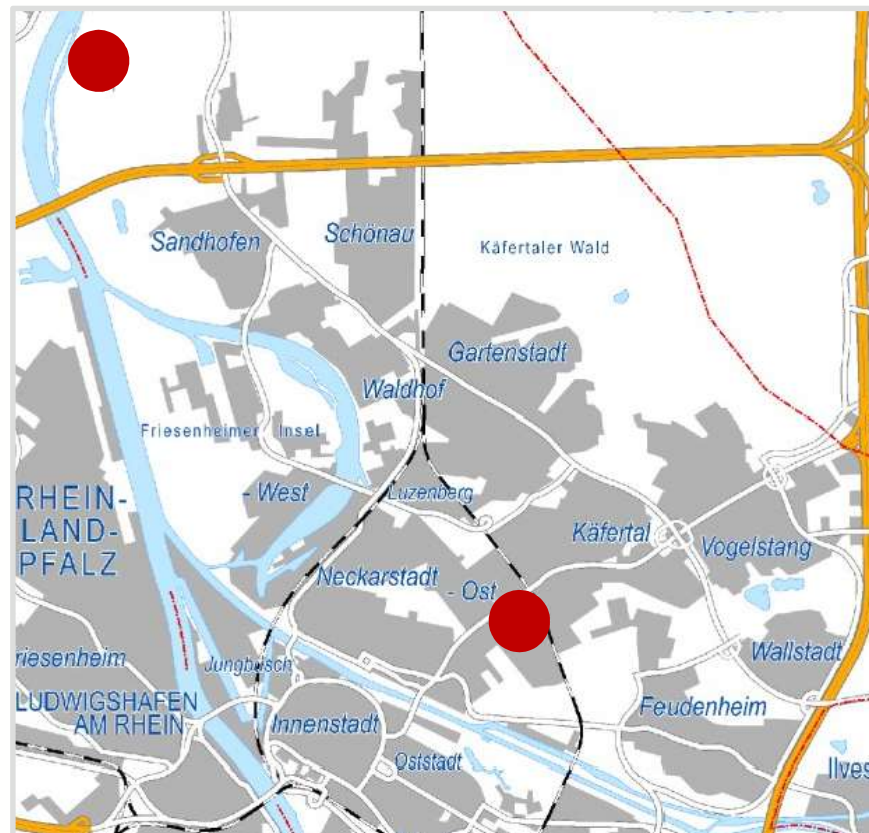 Sandhofen
Schönau
Käfertaler Wald
Gartenstadt
Waldhof
Friesenheimer Insel
RHEIN-
LAND-
PFALZ
- West
Luzenberg
Käfertal
Vogelstang
Neckarstadt
- Ost
Jungbusch
Wallstadt
LUDWIGSHAFEN
AM RHEIN
Innenstadt
Feudenheim
Oststadt
riesenheim
Ilves